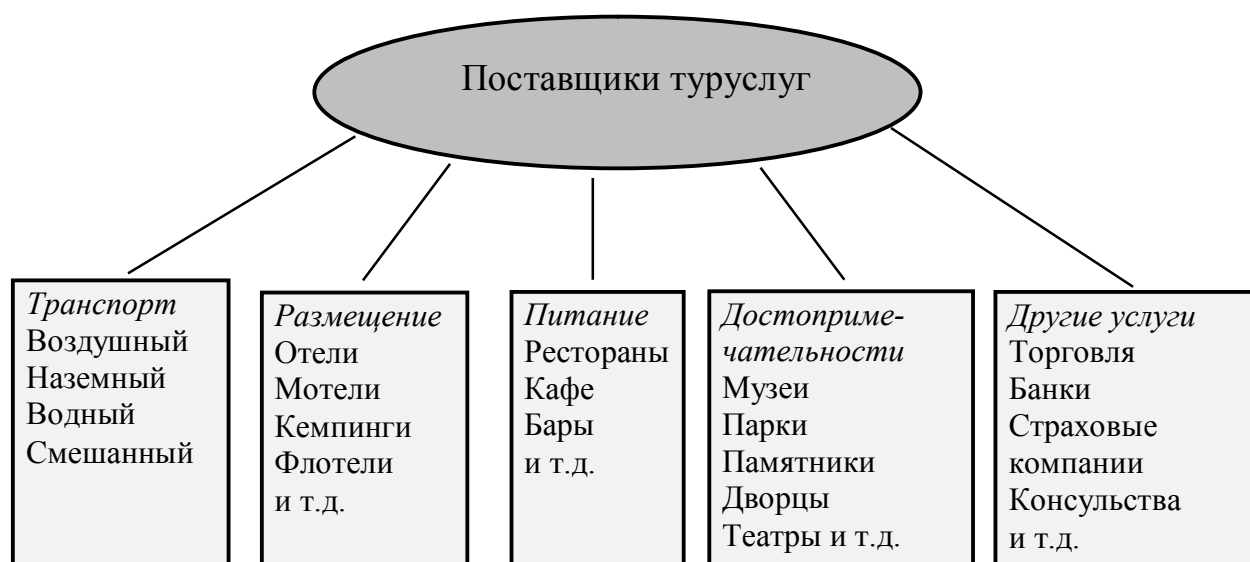 Поставщики туруслуг
Транспорт
Воздушный
Наземный
Водный
Смешанный
Размещение
Отели
Мотели
Кемпинги
Флотели
и т.д.
Питание
Рестораны
Кафе
Бары
и т.д.
Достоприме-
чательности
Музеи
Парки
Памятники
Дворцы
Театры и т.д.
Другие услуги
Торговля
Банки
Страховые
компании
Консульства
и т.д.